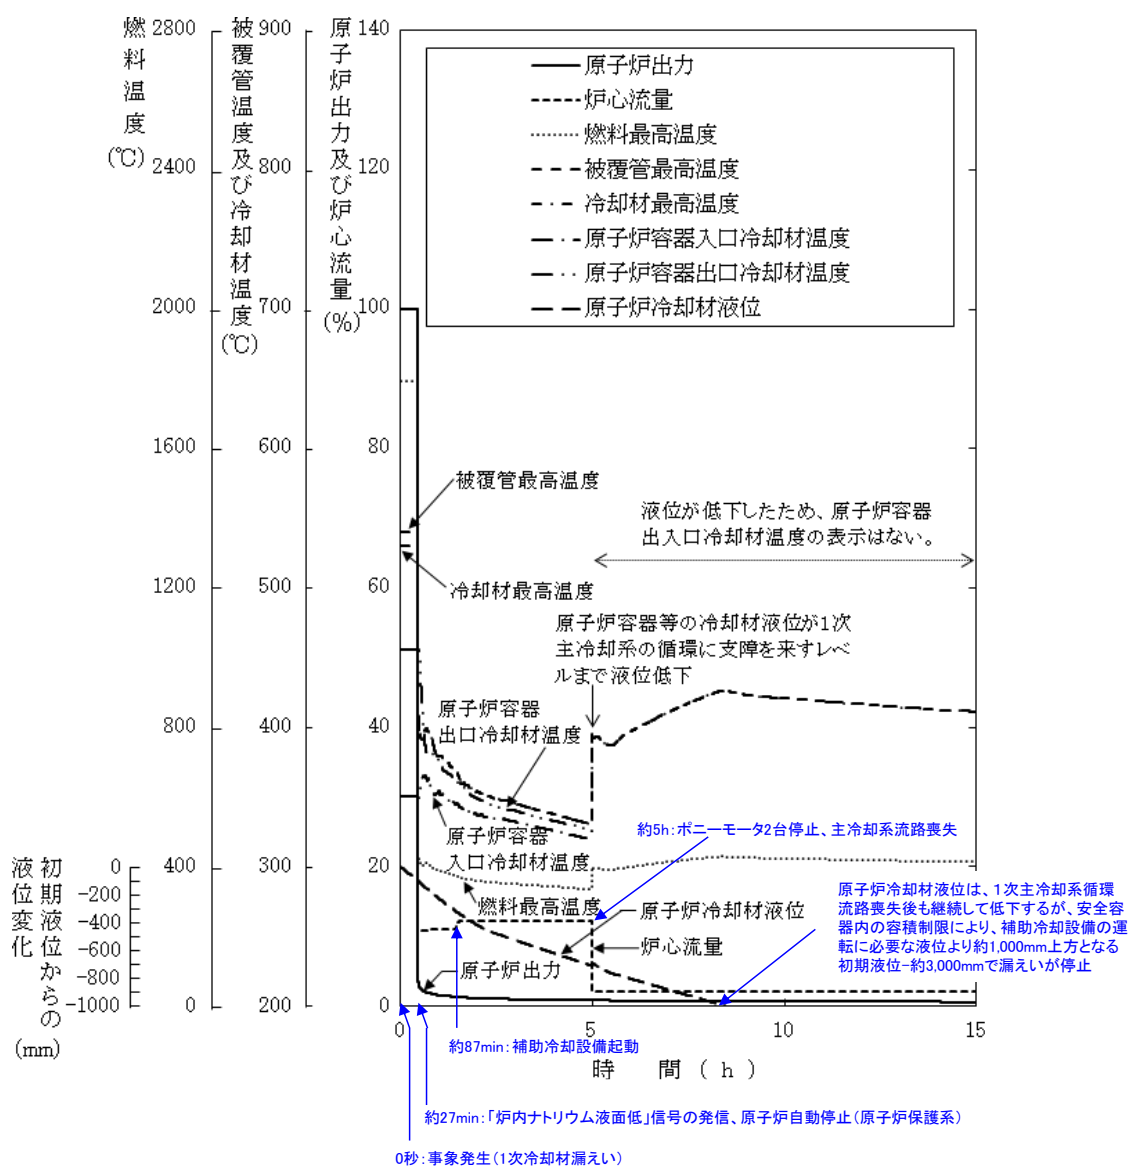 燃料温度
(℃)
2800
2400
2000
1600
1200
800
400
0
被覆管温度及び冷却材温度
(℃)
900
800
700
600
500
400
300
200
原子炉出力及び炉心流量
(%)
140
120
100
80
60
40
20
0
初期液位からの
液位変化
(mm)
0
-200
-400
-600
-800
-1000
原子炉出力
炉心流量
燃料最高温度
被覆管最高温度
冷却材最高温度
原子炉容器入口冷却材温度
原子炉容器出口冷却材温度
原子炉冷却材液位
被覆管最高温度
冷却材最高温度
液位が低下したため、原子炉容器
出入口冷却材温度の表示はない。
原子炉容器等の冷却材液位が1次
主冷却系の循環に支障を来すレベ
ルまで液位低下
原子炉容器
出口冷却材温度
原子炉容器
入口冷却材温度
燃料最高温度
原子炉冷却材液位
炉心流量
原子炉出力
約5h:ポニーモータ2台停止、主冷却系流路喪失
原子炉冷却材液位は、1次主冷却系循環
流路喪失後も継続して低下するが、安全容
器内の容積制限により、補助冷却設備の運
転に必要な液位より約1,000mm上方となる
初期液位-約3,000mmで漏えいが停止
0
5
10
15
時 間 ( h )
約87min:補助冷却設備起動
約27min:「炉内ナトリウム液面低」信号の発信、原子炉自動停止(原子炉保護系)
0秒:事象発生(1次冷却材漏えい)